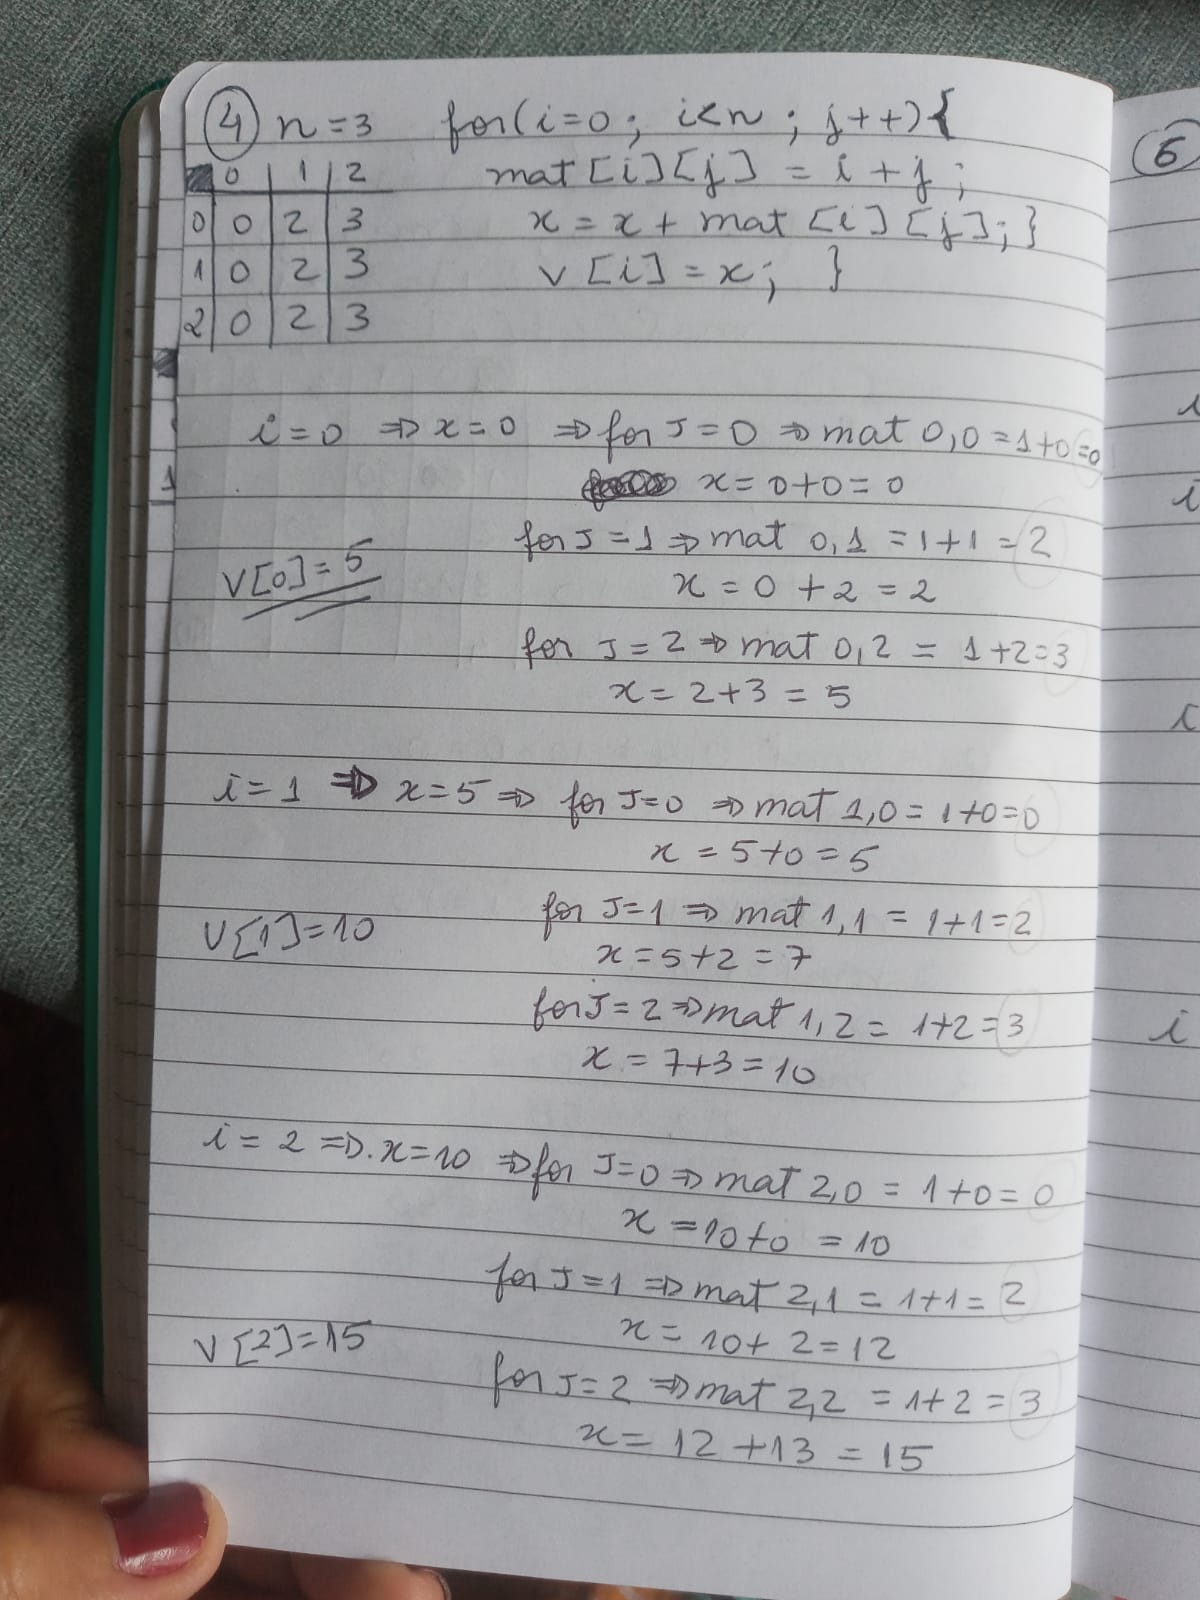 4 n=3 for(i=0; i<n ; j++){
0 1 2 mat[i][j] = i+j;
0 0 2 3 x=x+ mat [i] [j];}
1 0 2 3 v[i]=x; }
2 0 2 3
i=0 ⇒ x=0 ⇒ for J=0 ⇒ mat 0,0=1+0=0
x=0+0=0
for J=1 ⇒ mat 0,1 =1+1=2
V[0]=5
x=0+2=2
for J=2 ⇒ mat 0,2 = 1+2=3
x=2+3=5
i=1 ⇒ x=5 ⇒ for J=0 ⇒ mat 1,0=1+0=0
x=5+0=5
for J=1 ⇒ mat 1,1=1+1=2
V[1]=10
x=5+2=7
for J=2 ⇒ mat 1,2=1+2=3
x=7+3=10
i=2 ⇒. x=10 ⇒ for J=0 ⇒ mat 2,0=1+0=0
x=10+0=10
for J=1 ⇒ mat 2,1=1+1=2
V[2]=15
x=10+2=12
for J=2 ⇒ mat 2,2=1+2=3
x=12+13=15
1
6
i
i
i